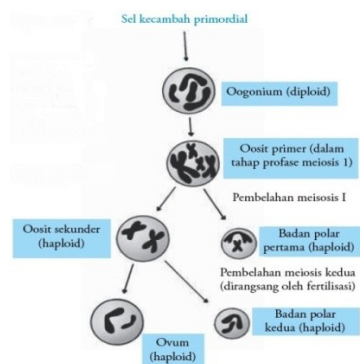 Sel kecambah primordial
Oogonium (diploid)
Oosit primer (dalam
tahap profase meiosis 1)
Pembelahan meisosis I
Oosit sekunder
(haploid)
Badan polar
pertama (haploid)
Pembelahan meiosis kedua
(dirangsang oleh fertilisasi)
Badan polar
kedua (haploid)
Ovum
(haploid)